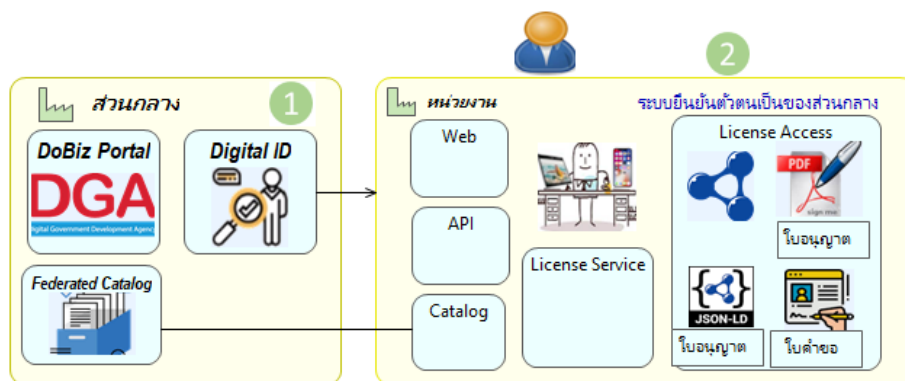 ส่วนกลาง
1
DoBiz Portal
DGA
Digital Government Development Agency
Digital ID
Federated Catalog
2
หน่วยงาน
ระบบยืนยันตัวตนเป็นของส่วนกลาง
Web
API
Catalog
License Service
License Access
PDF
sign me
ใบอนุญาต
JSON-LD
ใบอนุญาต
ใบคำขอ